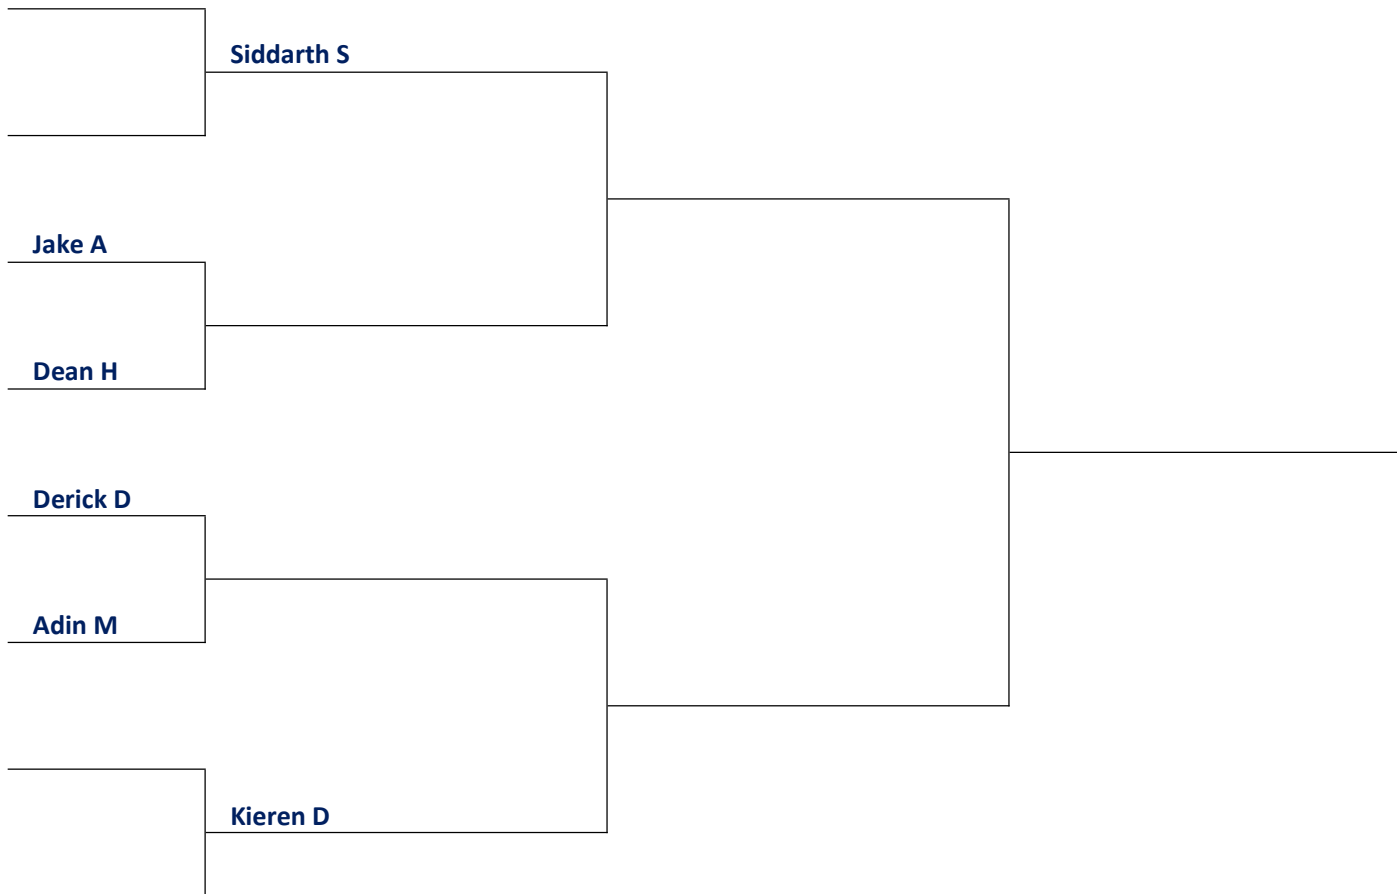 Siddarth S
Jake A
Dean H
Derick D
Adin M
Kieren D